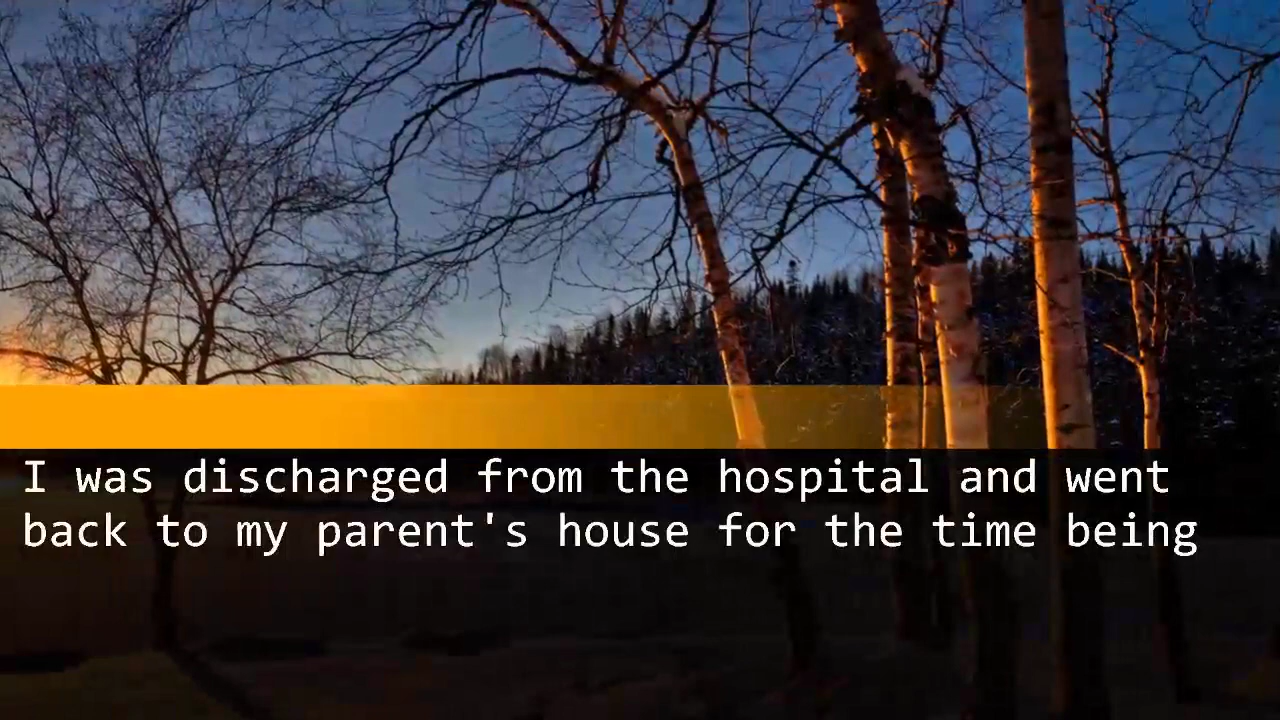 I was discharged from the hospital and went
back to my parent's house for the time being